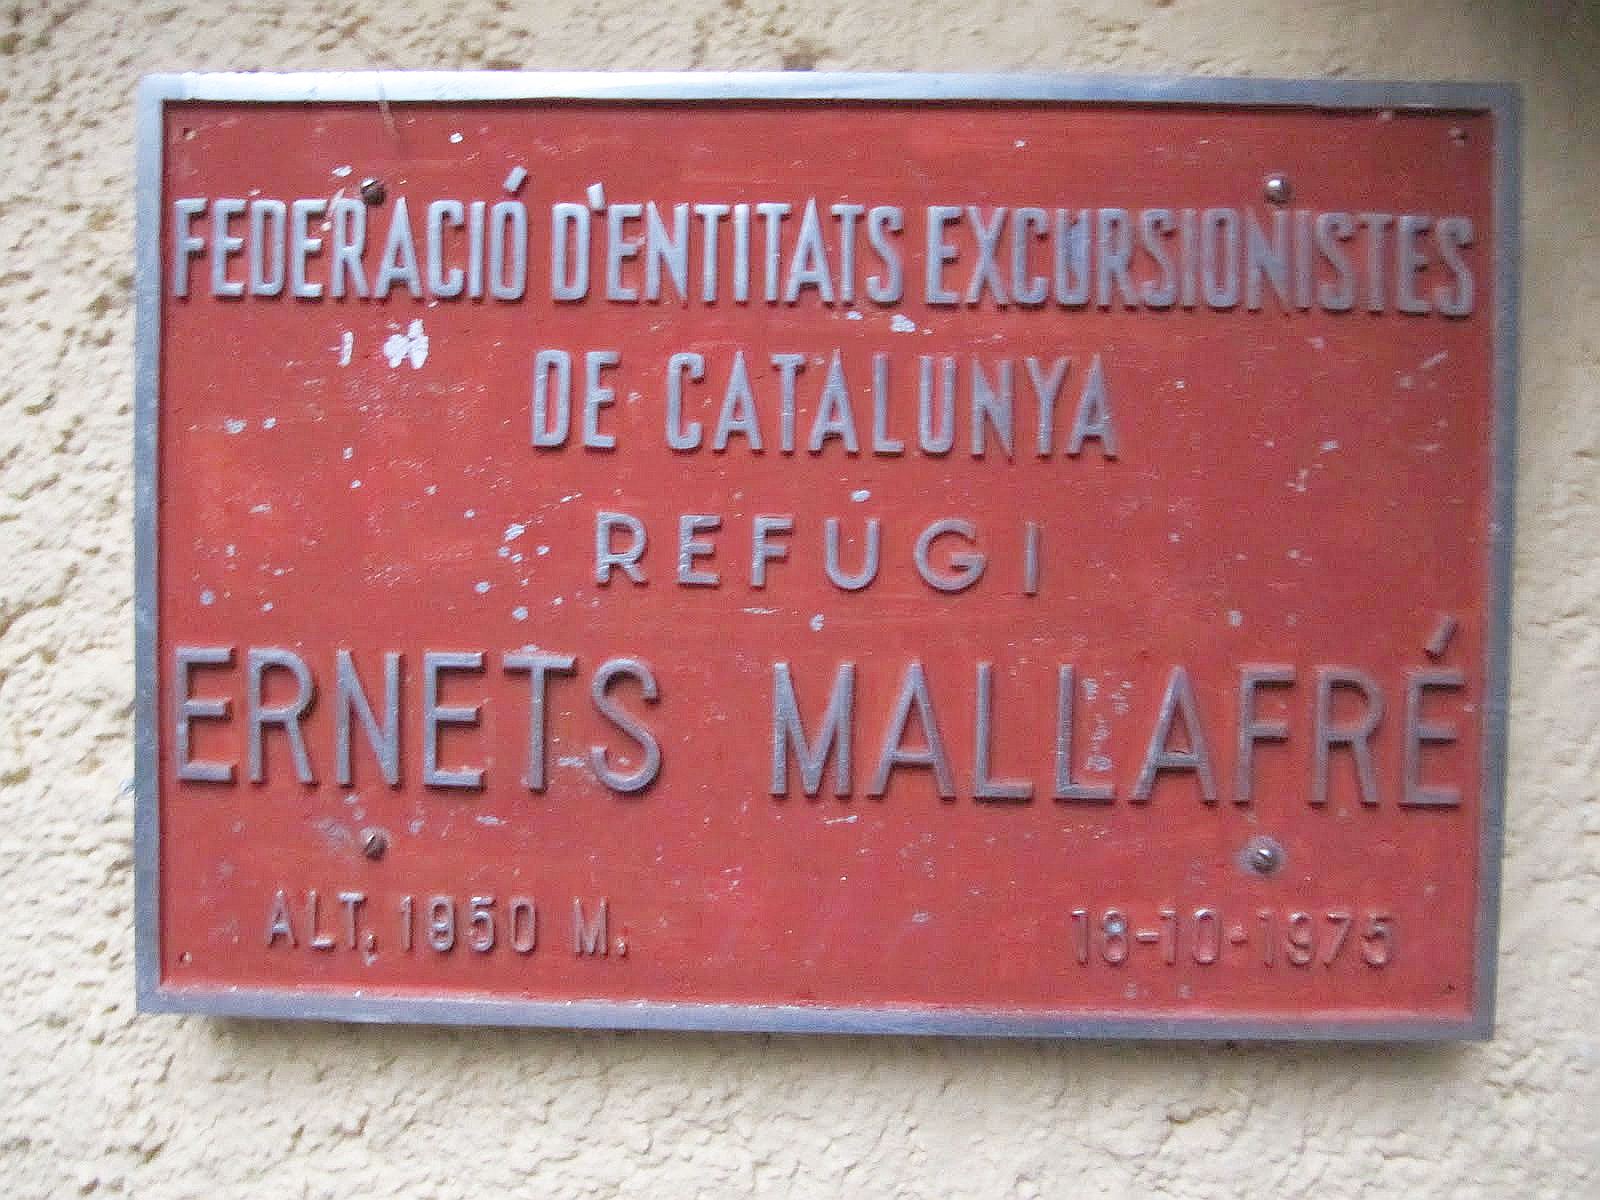 FEDERACIÓ D'ENTITATS EXCURSIONISTES
DE CATALUNYA
REFUGI
ERNETS MALLAFRÉ
ALT. 1950 M.
18-10-1975